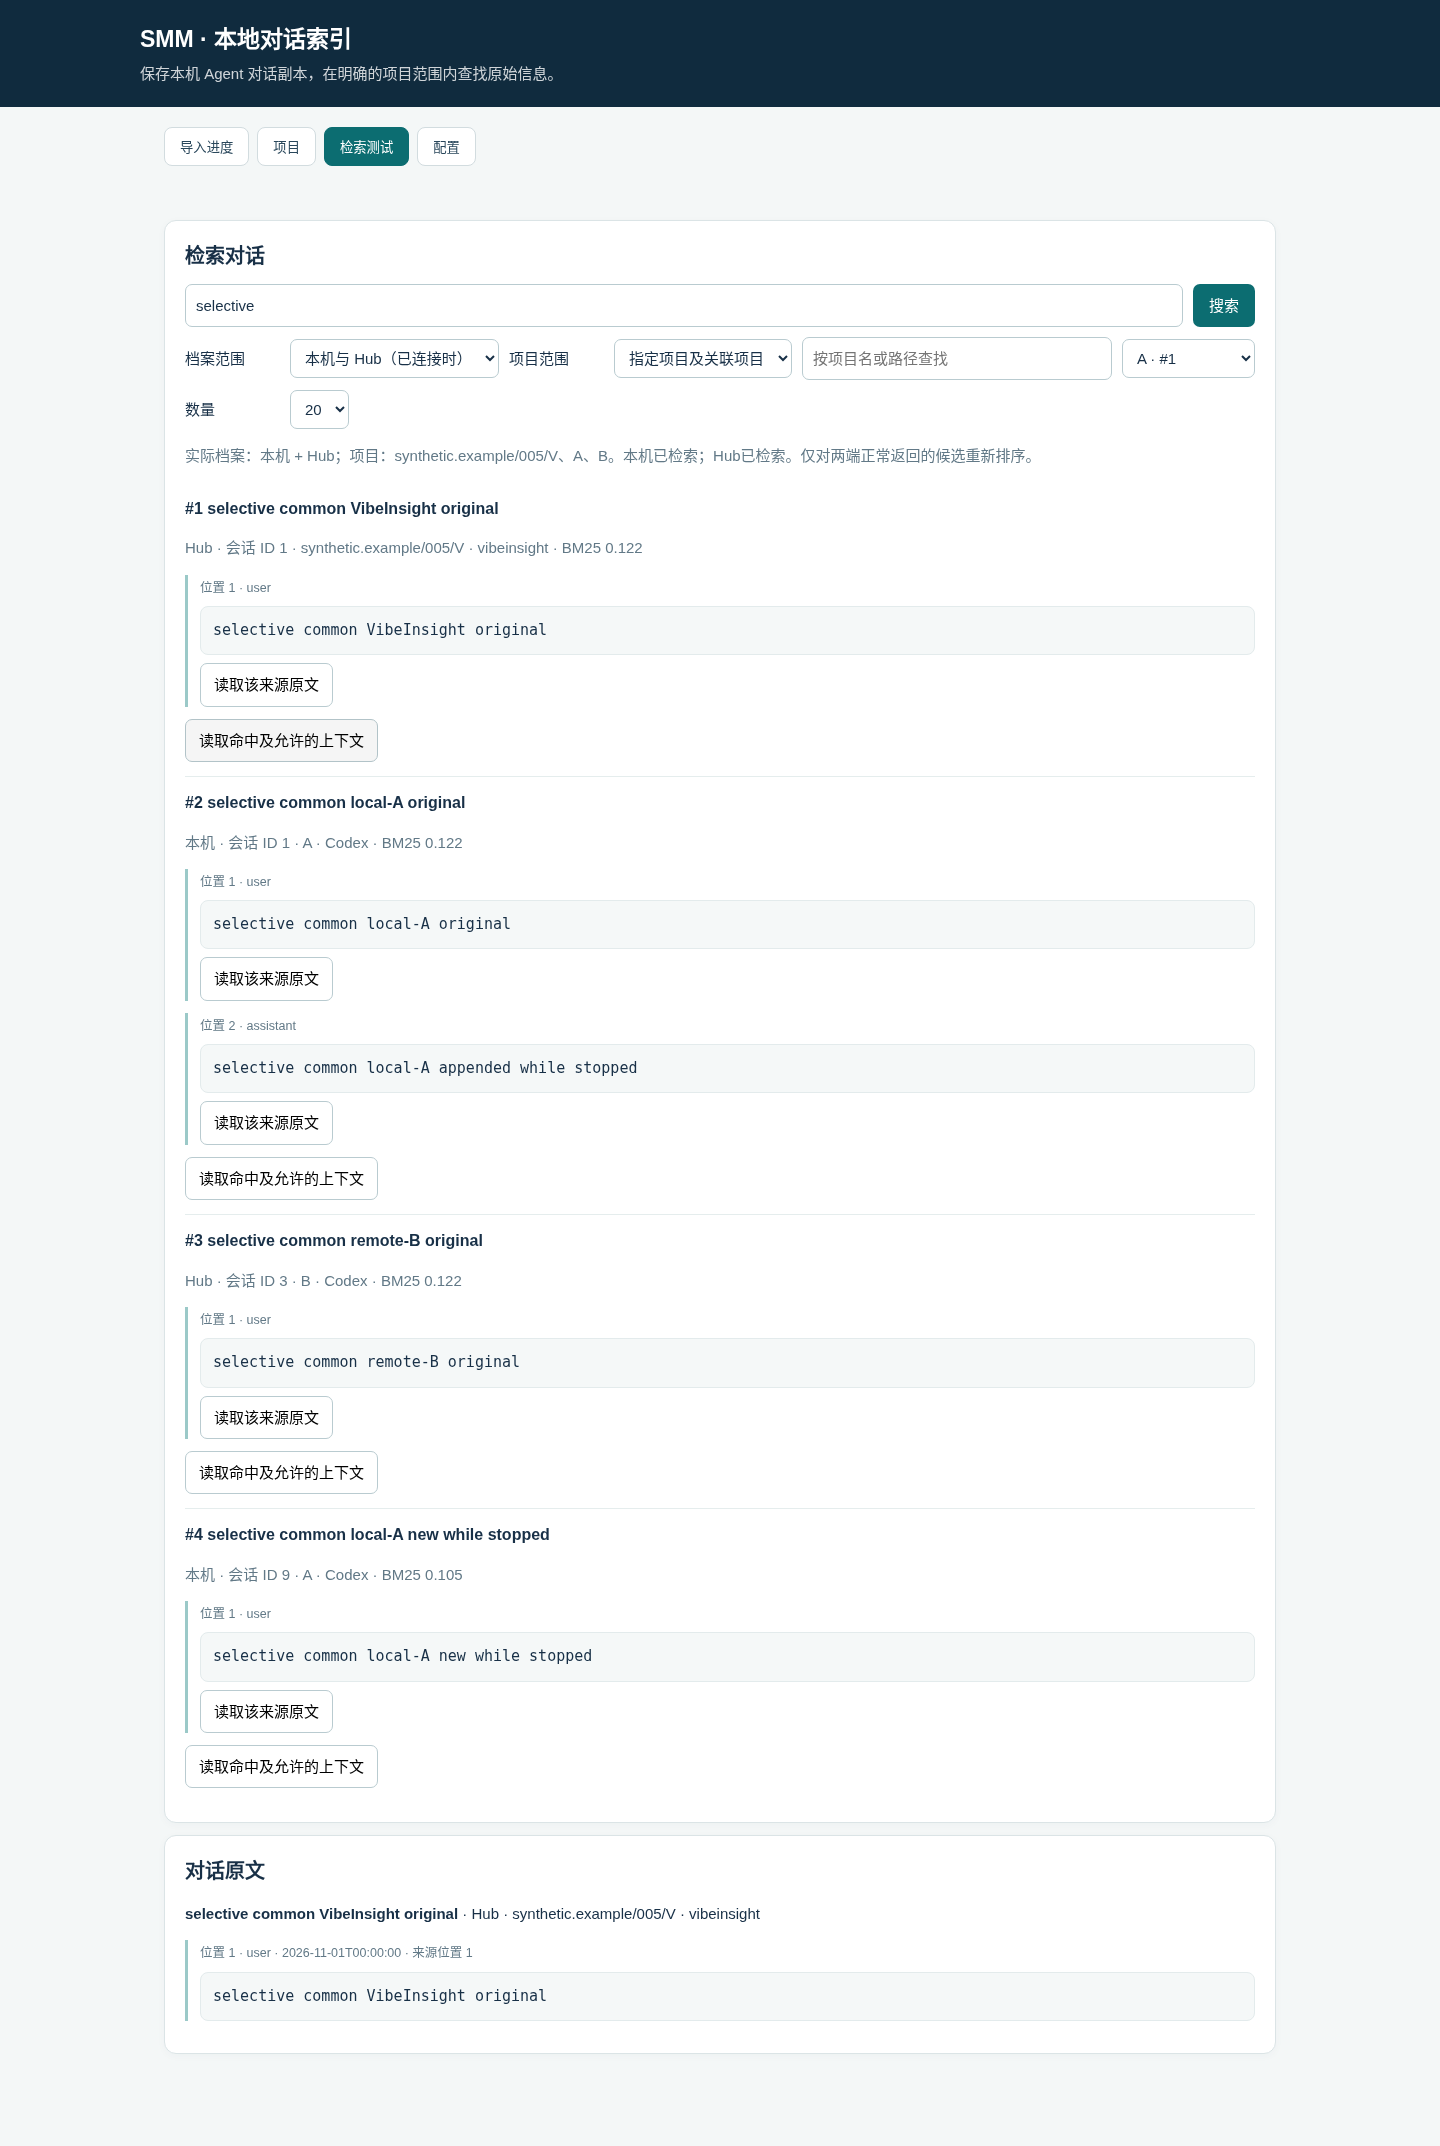 SMM · 本地对话索引
保存本机 Agent 对话副本，在明确的项目范围内查找原始信息。
导入进度 项目 检索测试 配置
检索对话
selective 搜索
档案范围 本机与 Hub（已连接时） 项目范围 指定项目及关联项目 按项目名或路径查找 A · #1
数量 20
实际档案：本机 + Hub；项目：synthetic.example/005/V、A、B。本机已检索；Hub已检索。仅对两端正常返回的候选重新排序。
#1 selective common VibeInsight original
Hub · 会话 ID 1 · synthetic.example/005/V · vibeinsight · BM25 0.122
位置 1 · user
selective common VibeInsight original
读取该来源原文
读取命中及允许的上下文
#2 selective common local-A original
本机 · 会话 ID 1 · A · Codex · BM25 0.122
位置 1 · user
selective common local-A original
读取该来源原文
位置 2 · assistant
selective common local-A appended while stopped
读取该来源原文
读取命中及允许的上下文
#3 selective common remote-B original
Hub · 会话 ID 3 · B · Codex · BM25 0.122
位置 1 · user
selective common remote-B original
读取该来源原文
读取命中及允许的上下文
#4 selective common local-A new while stopped
本机 · 会话 ID 9 · A · Codex · BM25 0.105
位置 1 · user
selective common local-A new while stopped
读取该来源原文
读取命中及允许的上下文
对话原文
selective common VibeInsight original · Hub · synthetic.example/005/V · vibeinsight
位置 1 · user · 2026-11-01T00:00:00 · 来源位置 1
selective common VibeInsight original